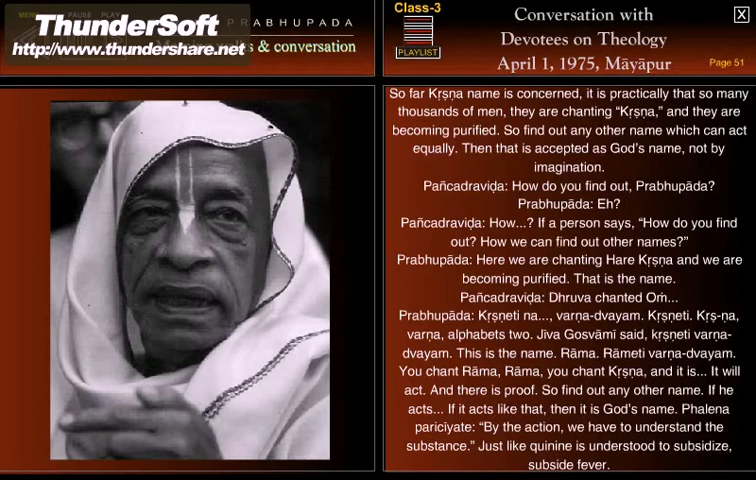 MENU PAUSE PLAY
ThunderSoft
http://www.thundershare.net
PRABHUPADA
& conversation
Class-3
PLAYLIST
X
Conversation with
Devotees on Theology
April 1, 1975, Māyāpur
Page 51
So far Kṛṣṇa name is concerned, it is practically that so many
thousands of men, they are chanting “Kṛṣṇa,” and they are
becoming purified. So find out any other name which can act
equally. Then that is accepted as God’s name, not by
imagination.
Pañcadraviḍa: How do you find out, Prabhupāda?
Prabhupāda: Eh?
Pañcadraviḍa: How...? If a person says, “How do you find
out? How we can find out other names?”
Prabhupāda: Here we are chanting Hare Kṛṣṇa and we are
becoming purified. That is the name.
Pañcadraviḍa: Dhruva chanted Oṁ...
Prabhupāda: Kṛṣṇeti na..., varṇa-dvayam. Kṛṣṇeti. Kṛṣ-ṇa,
varṇa, alphabets two. Jīva Gosvāmī said, kṛṣṇeti varṇa-
dvayam. This is the name. Rāma. Rāmeti varṇa-dvayam.
You chant Rāma, Rāma, you chant Kṛṣṇa, and it is... It will
act. And there is proof. So find out any other name. If he
acts... If it acts like that, then it is God’s name. Phalena
pariciyate: “By the action, we have to understand the
substance.” Just like quinine is understood to subsidize,
subside fever.